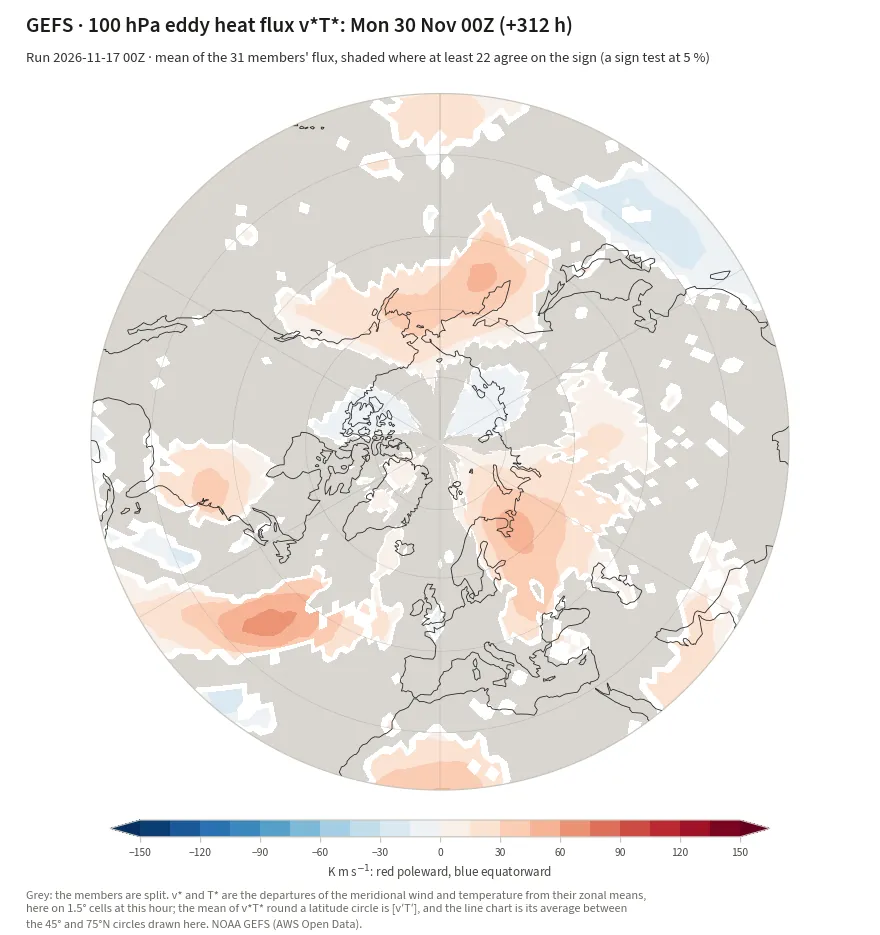 GEFS · 100 hPa eddy heat flux v*T*: Mon 30 Nov 00Z (+312 h)
Run 2026-11-17 00Z · mean of the 31 members' flux, shaded where at least 22 agree on the sign (a sign test at 5 %)
−150 −120 −90 −60 −30 0 30 60 90 120 150
K m s⁻¹: red poleward, blue equatorward
Grey: the members are split. v* and T* are the departures of the meridional wind and temperature from their zonal means,
here on 1.5° cells at this hour; the mean of v*T* round a latitude circle is [v'T'], and the line chart is its average between
the 45° and 75°N circles drawn here. NOAA GEFS (AWS Open Data).